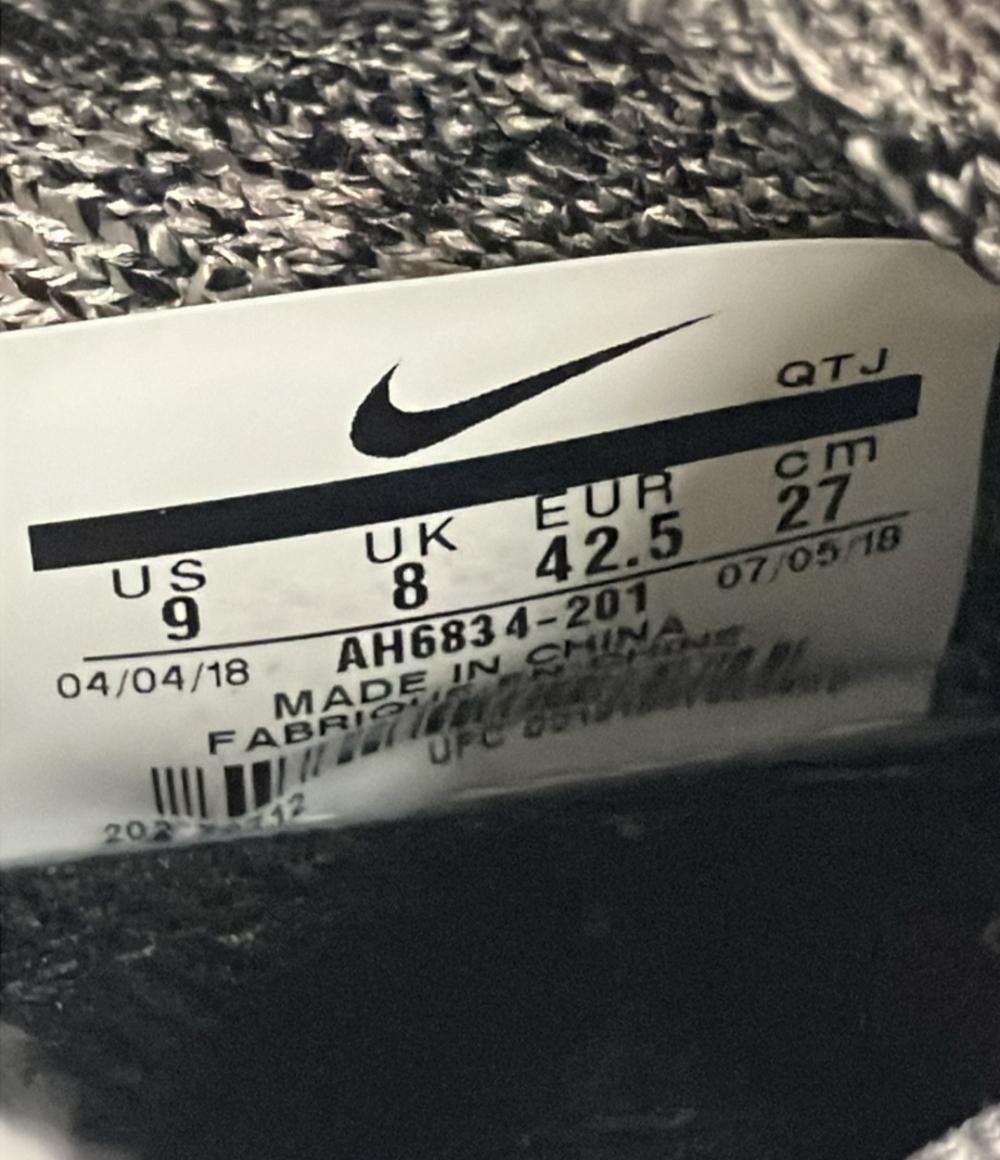 QTJ
US UK EUR cm
9 8 42.5 27
04/04/18 AH6834-201 07/05/18
MADE IN CHINA
FABRIQUE EN CHINE
UPC